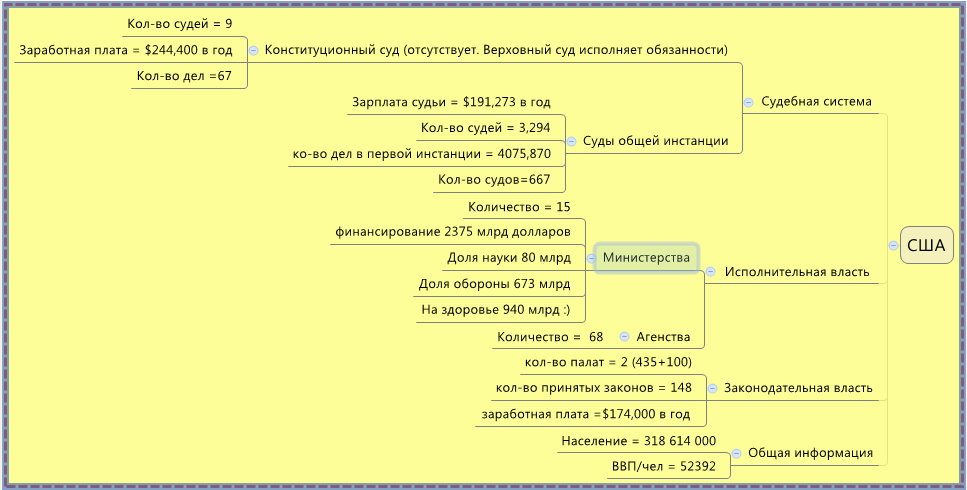 Кол-во судей = 9
Заработная плата = $244,400 в год
Конституционный суд (отсутствует. Верховный суд исполняет обязанности)
Кол-во дел =67
Зарплата судьи = $191,273 в год
Судебная система
Кол-во судей = 3,294
Суды общей инстанции
ко-во дел в первой инстанции = 4075,870
Кол-во судов=667
Количество = 15
финансирование 2375 млрд долларов
США
Доля науки 80 млрд
Министерства
Исполнительная власть
Доля обороны 673 млрд
На здоровье 940 млрд :)
Количество = 68
Агенства
кол-во палат = 2 (435+100)
кол-во принятых законов = 148
Законодательная власть
заработная плата =$174,000 в год
Население = 318 614 000
Общая информация
ВВП/чел = 52392